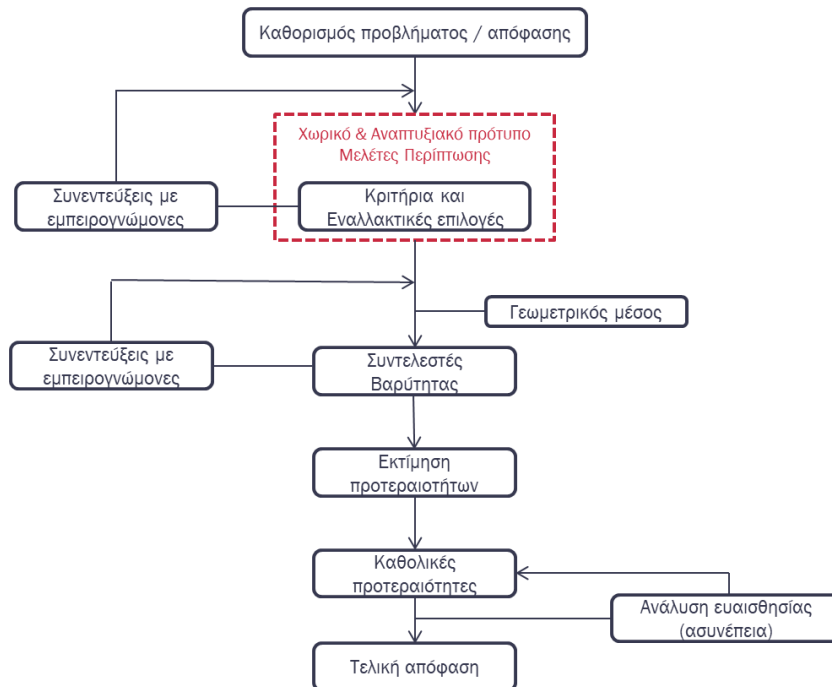 Καθορισμός προβλήματος / απόφασης
Χωρικό & Αναπτυξιακό πρότυπο
Μελέτες Περίπτωσης
Συνεντεύξεις με
εμπειρογνώμονες
Κριτήρια και
Εναλλακτικές επιλογές
Γεωμετρικός μέσος
Συνεντεύξεις με
εμπειρογνώμονες
Συντελεστές
Βαρύτητας
Εκτίμηση
προτεραιοτήτων
Καθολικές
προτεραιότητες
Ανάλυση ευαισθησίας
(ασυνέπεια)
Τελική απόφαση